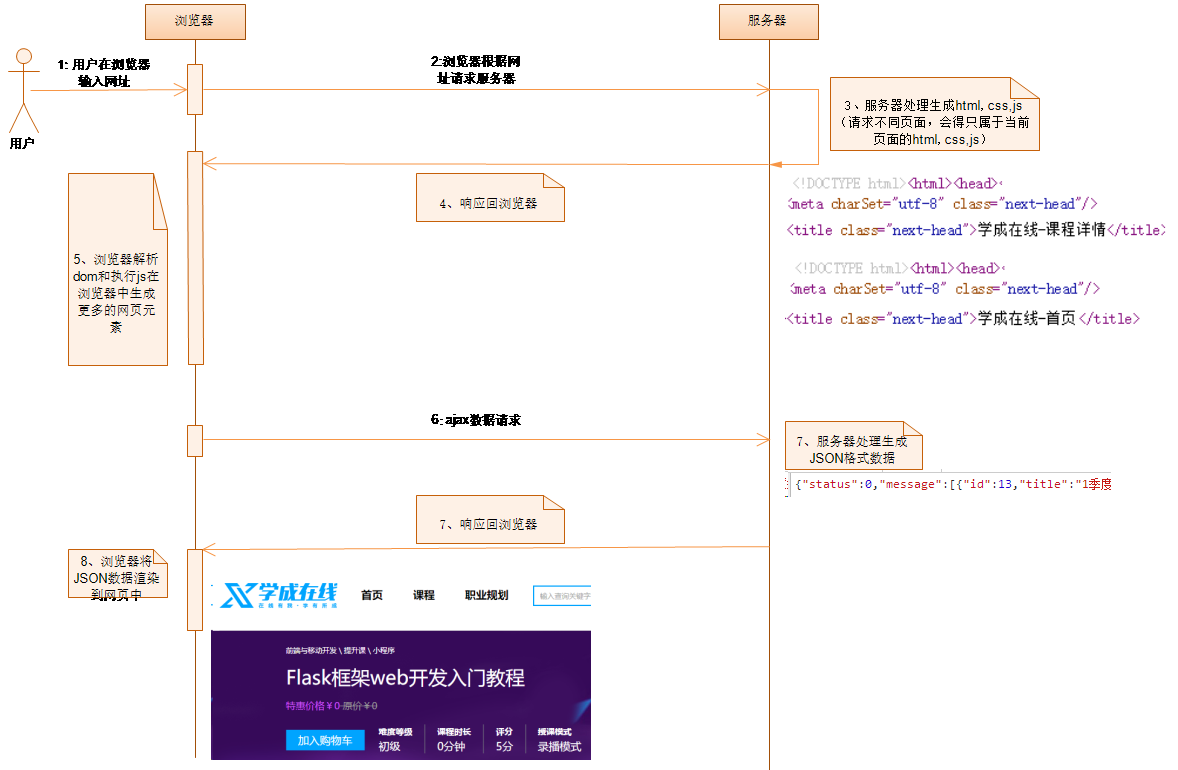 浏览器
服务器
1: 用户在浏览器
输入网址
用户
2:浏览器根据网
址请求服务器
3、服务器处理生成html, css,js
（请求不同页面，会得只属于当前
页面的html, css,js）
4、响应回浏览器
<!DOCTYPE html><html><head>
<meta charSet="utf-8" class="next-head"/>
<title class="next-head">学成在线-课程详情</title>
<!DOCTYPE html><html><head>
<meta charSet="utf-8" class="next-head"/>
<title class="next-head">学成在线-首页</title>
5、浏览器解析
dom和执行js在
浏览器中生成
更多的网页元
素
6: ajax数据请求
7、服务器处理生成
JSON格式数据
{"status":0,"message":[{"id":13,"title":"1季度
7、响应回浏览器
8、浏览器将
JSON数据渲染
到网页中
学成在线
在线看到·学有所成
首页 课程 职业规划 输入查询关键字
前端与移动开发 \ 提升课 \ 小程序
Flask框架web开发入门教程
特惠价格￥0 原价￥0
加入购物车
难度等级 课程时长 评分 授课模式
初级 0分钟 5分 录播模式